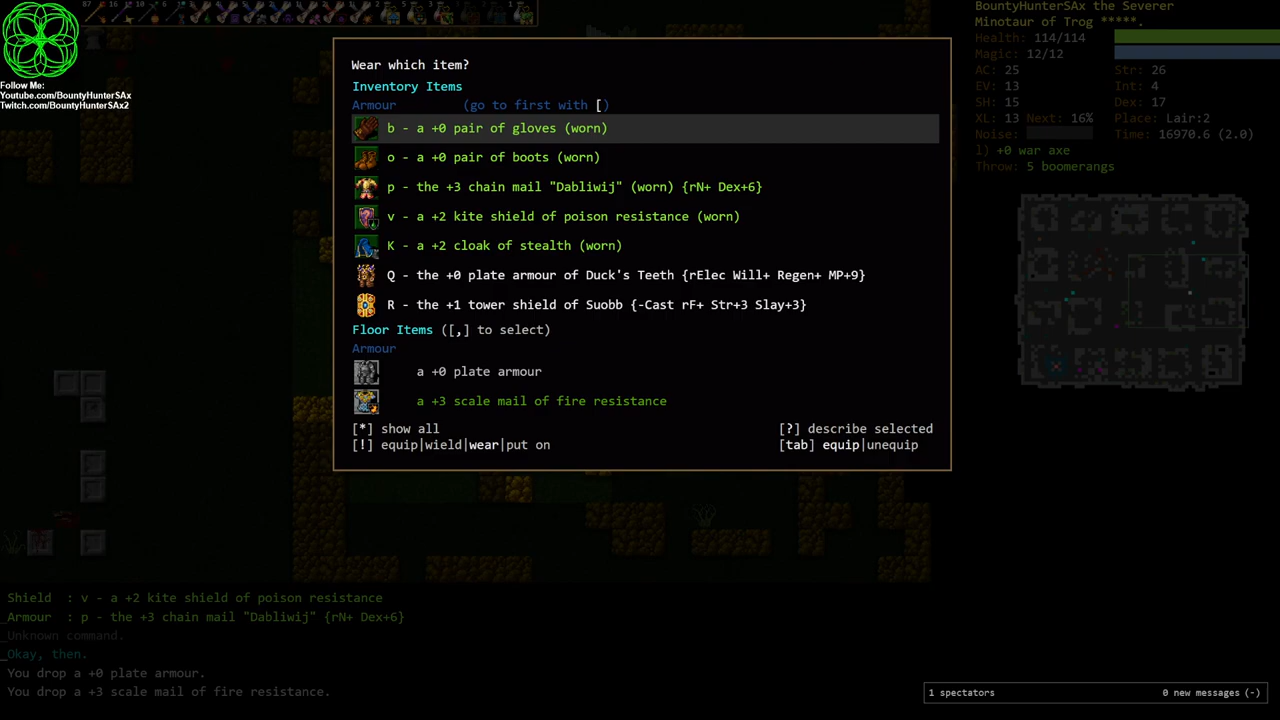 Follow Me:
Youtube.com/BountyHunterSAx
Twitch.com/BountyHunterSAx2
Wear which item?
Inventory Items
Armour (go to first with [)
b - a +0 pair of gloves (worn)
o - a +0 pair of boots (worn)
p - the +3 chain mail "Dabliwij" (worn) {rN+ Dex+6}
v - a +2 kite shield of poison resistance (worn)
K - a +2 cloak of stealth (worn)
Q - the +0 plate armour of Duck's Teeth {rElec Will+ Regen+ MP+9}
R - the +1 tower shield of Suobb {-Cast rF+ Str+3 Slay+3}
Floor Items ([,] to select)
Armour
a +0 plate armour
a +3 scale mail of fire resistance
[*] show all [?] describe selected
[!] equip|wield|wear|put on [tab] equip|unequip
BountyHunterSAx the Severer
Minotaur of Trog *****.
Health: 114/114
Magic: 12/12
AC: 25 Str: 26
EV: 13 Int: 4
SH: 15 Dex: 17
XL: 13 Next: 16% Place: Lair:2
Noise: Time: 16970.6 (2.0)
l) +0 war axe
Throw: 5 boomerangs
Shield : v - a +2 kite shield of poison resistance
_Armour : p - the +3 chain mail "Dabliwij" {rN+ Dex+6}
_Unknown command.
_Okay, then.
You drop a +0 plate armour.
You drop a +3 scale mail of fire resistance.
1 spectators 0 new messages (-)